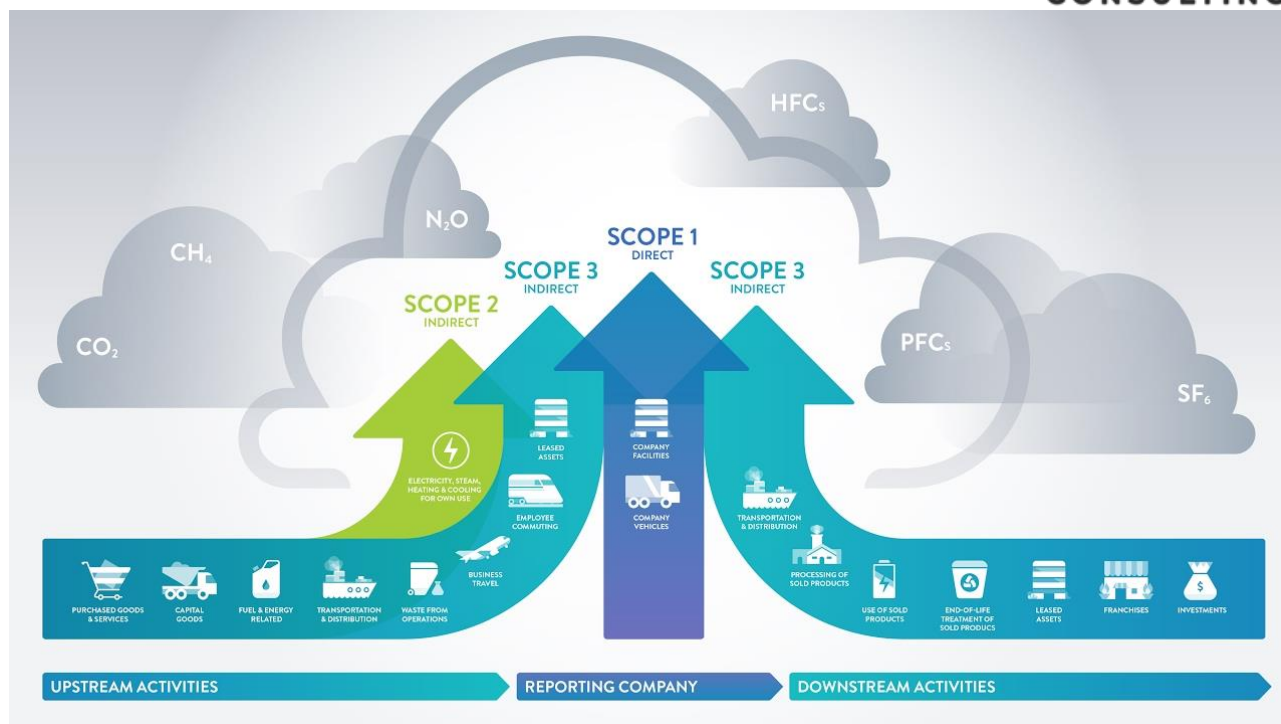 CONSULTING
HFCs
N₂O
CH₄
CO₂
PFCs
SF₆
SCOPE 1
DIRECT
SCOPE 3
INDIRECT
SCOPE 3
INDIRECT
SCOPE 2
INDIRECT
ELECTRICITY, STEAM,
HEATING & COOLING
FOR OWN USE
LEASED
ASSETS
EMPLOYEE
COMMUTING
BUSINESS
TRAVEL
PURCHASED GOODS
& SERVICES
CAPITAL
GOODS
FUEL & ENERGY
RELATED
TRANSPORTATION
& DISTRIBUTION
WASTE FROM
OPERATIONS
COMPANY
FACILITIES
COMPANY
VEHICLES
TRANSPORTATION
& DISTRIBUTION
PROCESSING OF
SOLD PRODUCTS
USE OF SOLD
PRODUCTS
END-OF-LIFE
TREATMENT OF
SOLD PRODUCS
LEASED
ASSETS
FRANCHISES
$
INVESTMENTS
UPSTREAM ACTIVITIES
REPORTING COMPANY
DOWNSTREAM ACTIVITIES